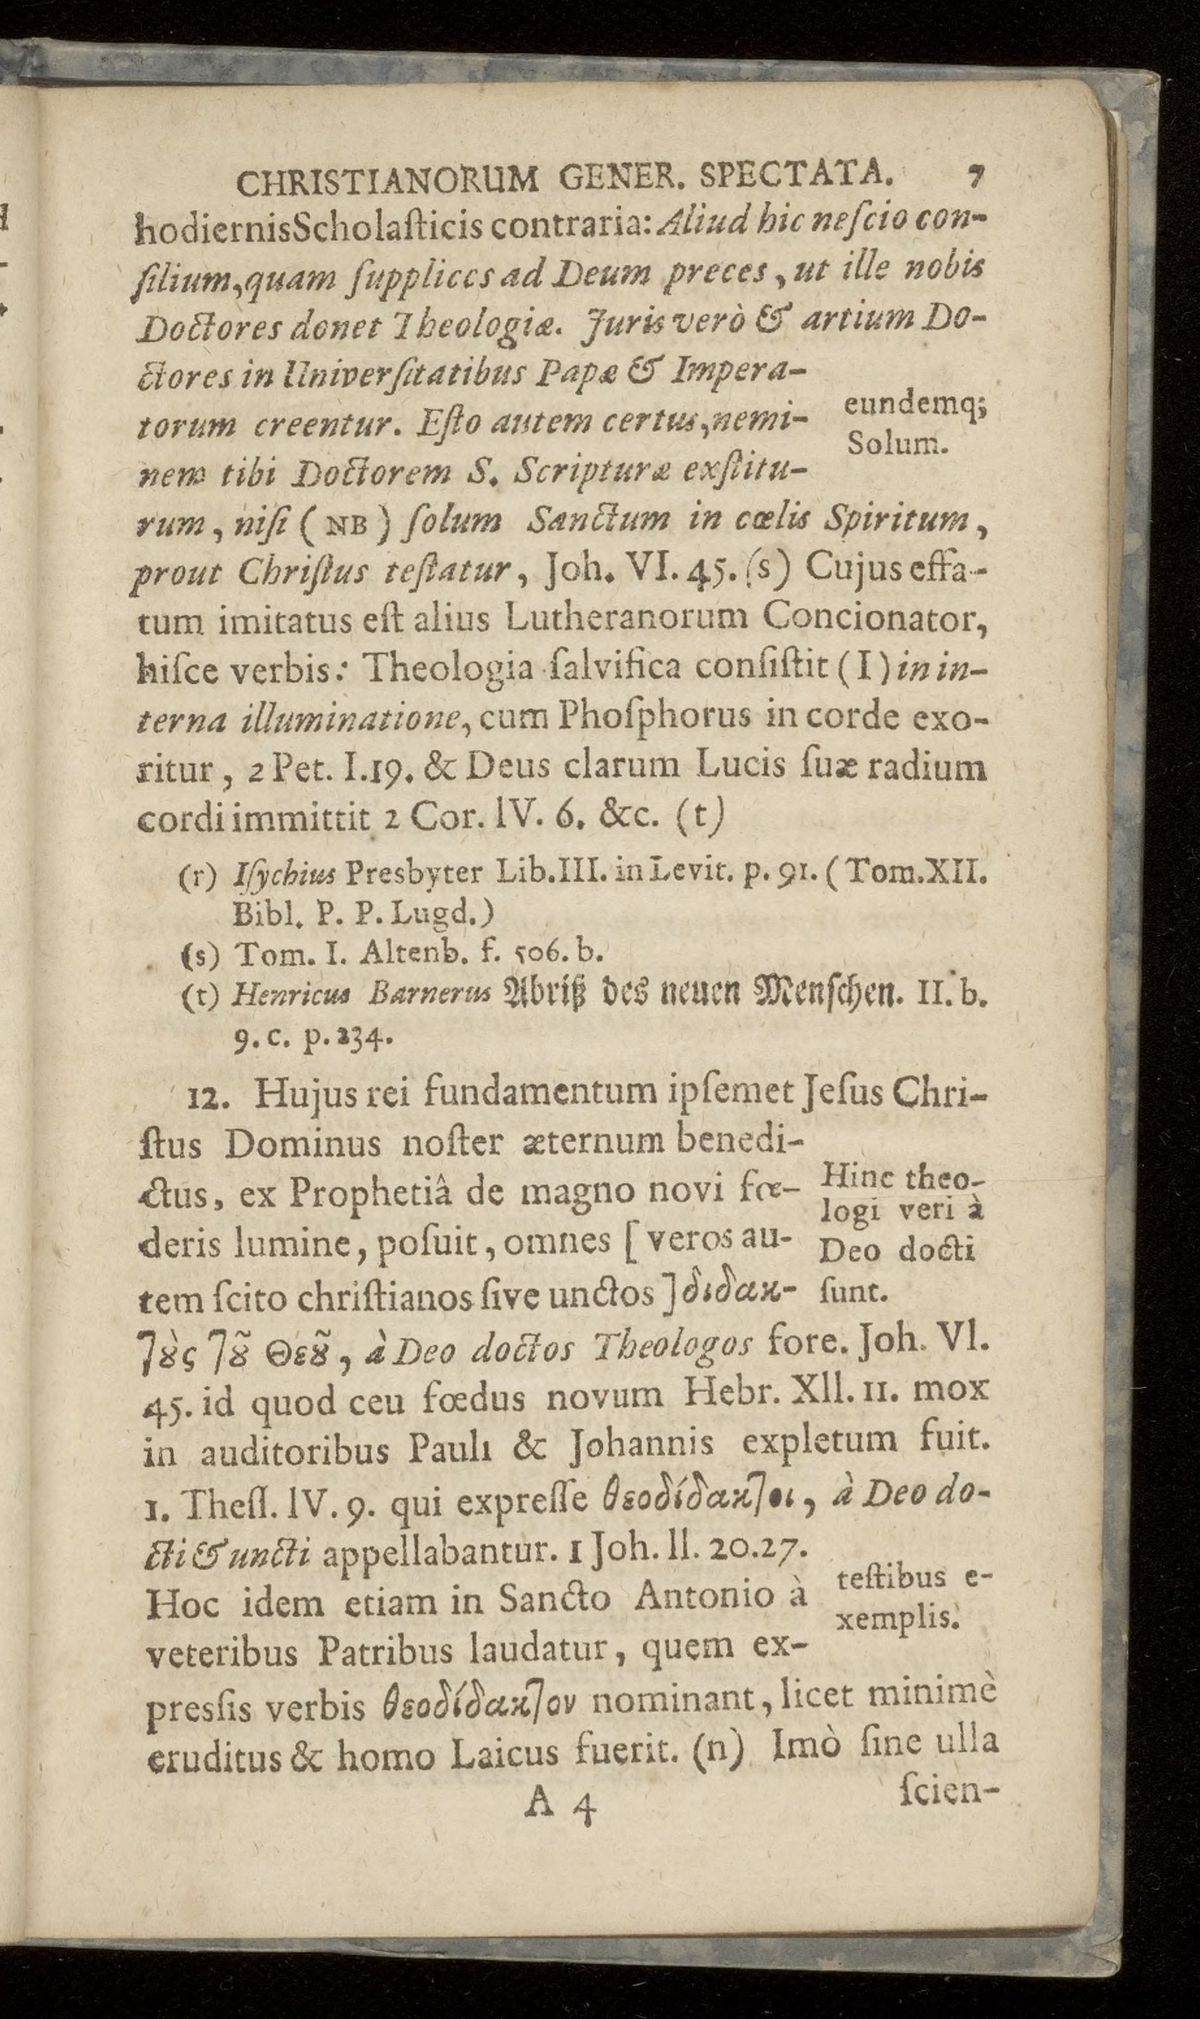 CHRISTIANORUM GENER. SPECTATA. 7
hodiernisScholaſticis contraria: Aliud hic neſcio con-
ſilium, quam ſupplices ad Deum preces, ut ille nobis
Doctores donet Theologiæ. Juris verò & artium Do-
ctores in Univerſitatibus Papæ & Impera-
torum creentur. Eſto autem certus, nemi-
eundemq;
Solum.
nem tibi Doctorem S. Scripturæ exſtitu-
rum, niſi (NB) ſolum Sanctum in cœlis Spiritum,
prout Chriſtus teſtatur, Joh. VI. 45. (s) Cujus effa-
tum imitatus eſt alius Lutheranorum Concionator,
hiſce verbis: Theologia ſalvifica conſiſtit (I) in in-
terna illuminatione, cum Phoſphorus in corde exo-
ritur, 2 Pet. I.19. & Deus clarum Lucis ſuæ radium
cordi immittit 2 Cor. lV. 6. &c. (t)
(r) Iſychius Presbyter Lib.III. in Levit. p. 91. (Tom.XII.
Bibl. P. P. Lugd.)
(s) Tom. I. Altenb. f. 506. b.
(t) Henricus Barnerus Abriß des neuen Menſchen. II. b.
9. c. p. 234.
12. Hujus rei fundamentum ipſemet Jeſus Chri-
ſtus Dominus noſter æternum benedi-
ctus, ex Prophetiâ de magno novi fœ-
deris lumine, poſuit, omnes [veros au-
tem ſcito chriſtianos ſive unctos] διδακ-
Hinc theo-
logi veri à
Deo docti
ſunt.
τȣ̀ς τȣ͂ Θεȣ͂, à Deo doctos Theologos fore. Joh. Vl.
45. id quod ceu fœdus novum Hebr. Xll. 11. mox
in auditoribus Pauli & Johannis expletum fuit.
1. Theſſ. lV. 9. qui expreſſe θεοδίδακτοι, à Deo do-
cti & uncti appellabantur. 1 Joh. ll. 20.27.
Hoc idem etiam in Sancto Antonio à
veteribus Patribus laudatur, quem ex-
teſtibus e-
xemplis.
presſis verbis θεοδίδακτον nominant, licet minimè
eruditus & homo Laicus fuerit. (n) Imò ſine ulla
A 4
ſcien-